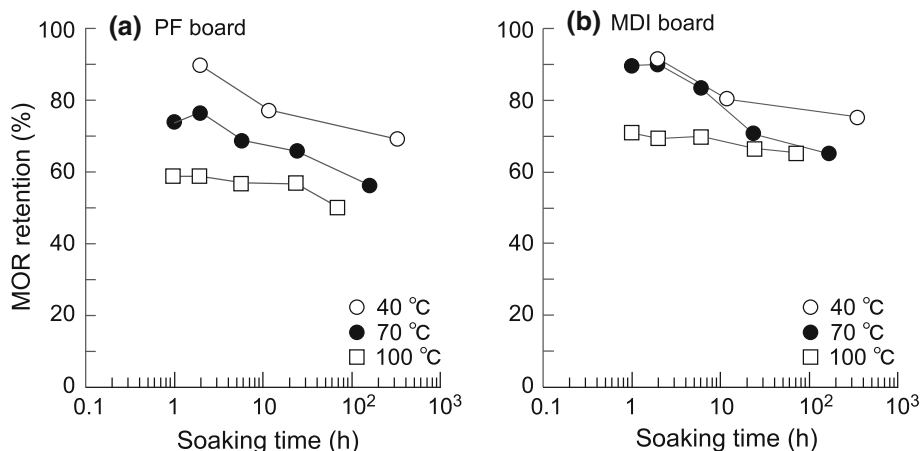 (a) PF board
MOR retention (%)
100
80
60
40
20
0
40 °C
70 °C
100 °C
0.1 1 10 10² 10³
Soaking time (h)
(b) MDI board
100
80
60
40
20
0
40 °C
70 °C
100 °C
0.1 1 10 10² 10³
Soaking time (h)